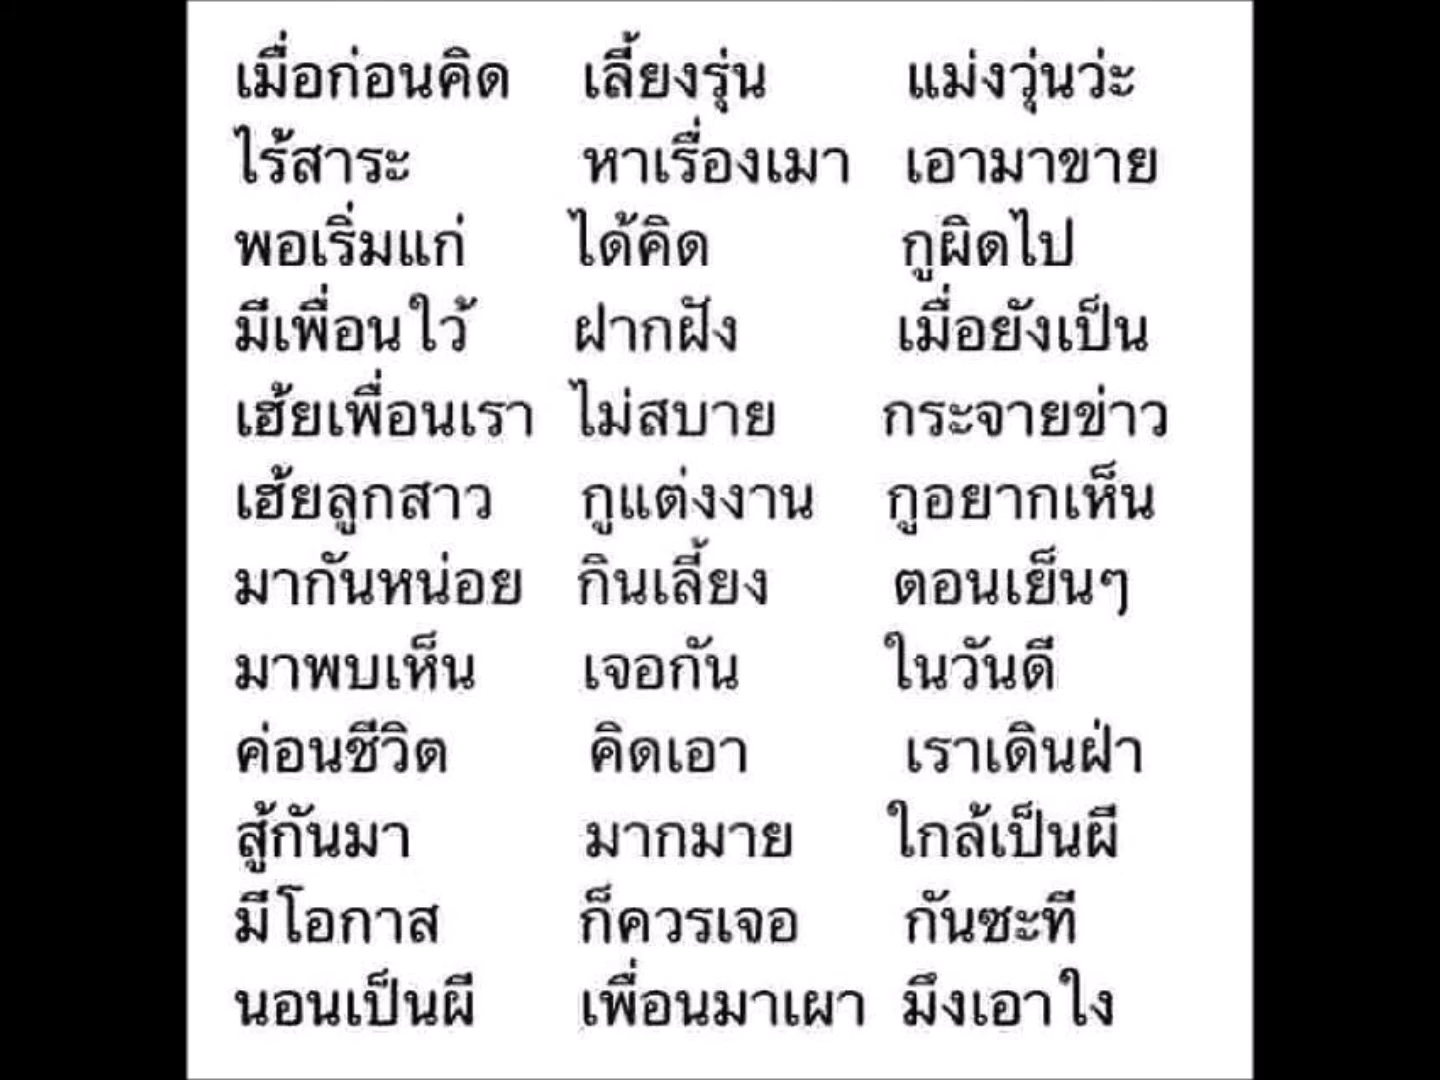 เมื่อก่อนคิด เลี้ยงรุ่น แม่งวุ่นว่ะ
ไร้สาระ หาเรื่องเมา เอามาขาย
พอเริ่มแก่ ได้คิด กูผิดไป
มีเพื่อนใว้ ฝากฝัง เมื่อยังเป็น
เฮ้ยเพื่อนเรา ไม่สบาย กระจายข่าว
เฮ้ยลูกสาว กูแต่งงาน กูอยากเห็น
มากันหน่อย กินเลี้ยง ตอนเย็นๆ
มาพบเห็น เจอกัน ในวันดี
ค่อนชีวิต คิดเอา เราเดินฝ่า
สู้กันมา มากมาย ใกล้เป็นผี
มีโอกาส ก็ควรเจอ กันซะที
นอนเป็นผี เพื่อนมาเผา มึงเอาใง